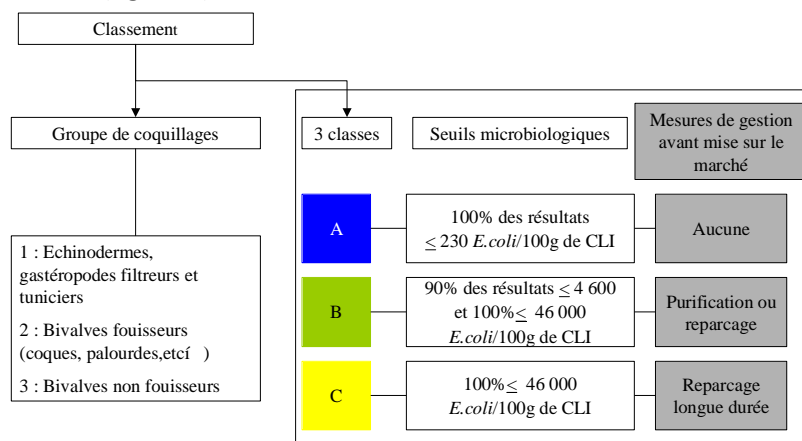 Classement
Groupe de coquillages
3 classes
Seuils microbiologiques
Mesures de gestion
avant mise sur le
marché
1 : Echinodermes,
gastéropodes filtreurs et
tuniciers
2 : Bivalves fouisseurs
(coques, palourdes,etcí )
3 : Bivalves non fouisseurs
A
100% des résultats
≤ 230 E.coli/100g de CLI
Aucune
B
90% des résultats ≤ 4 600
et 100%≤ 46 000
E.coli/100g de CLI
Purification ou
reparcage
C
100%≤ 46 000
E.coli/100g de CLI
Reparcage
longue durée